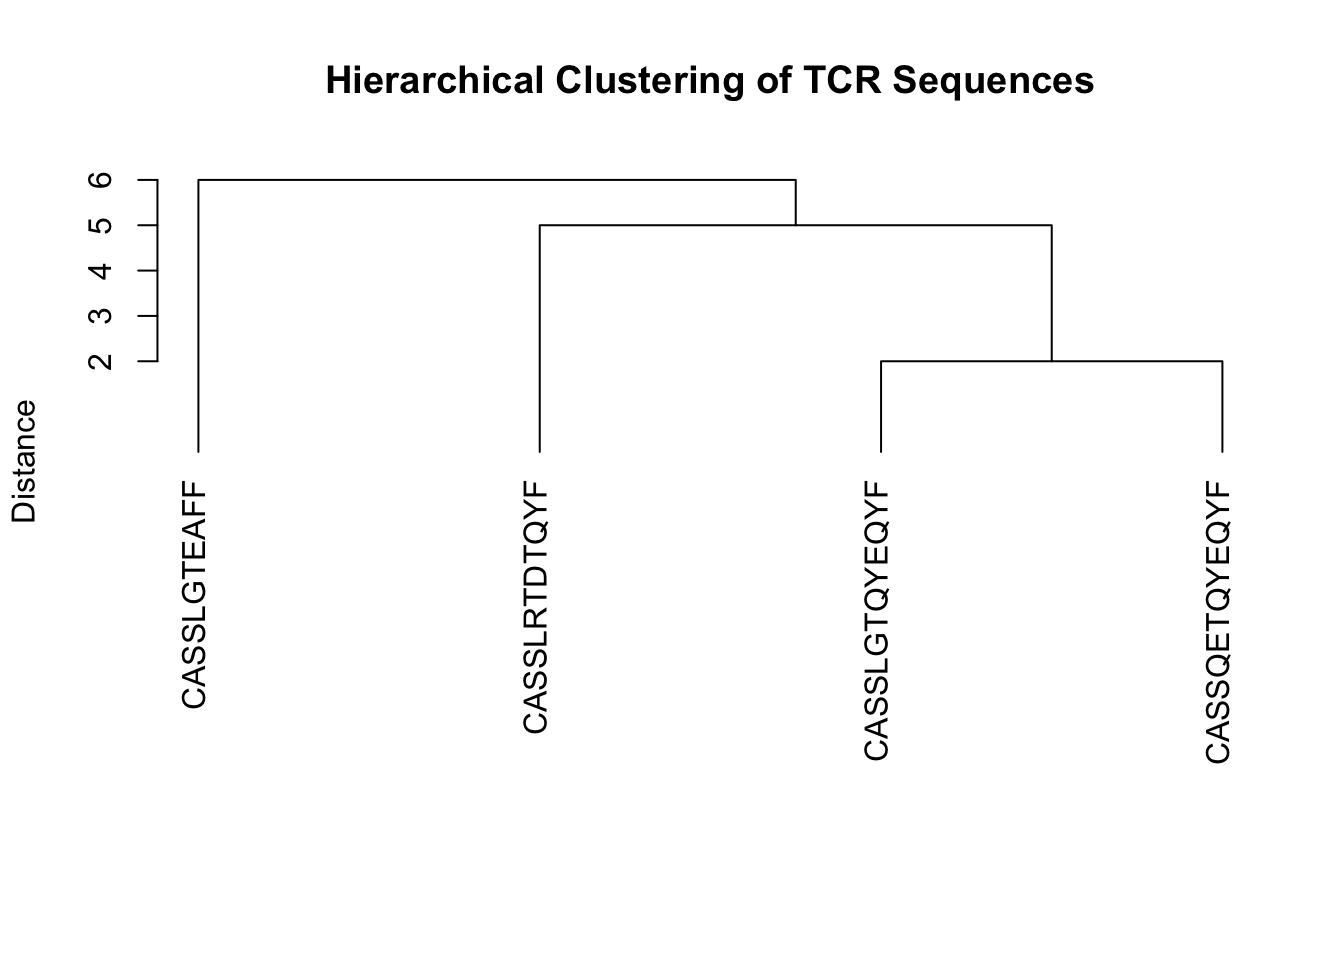 Hierarchical Clustering of TCR Sequences
6
5
4
3
2
Distance
CASSLGTEAFF
CASSLRTDTQYF
CASSLGTQYEQYF
CASSQETQYEQYF